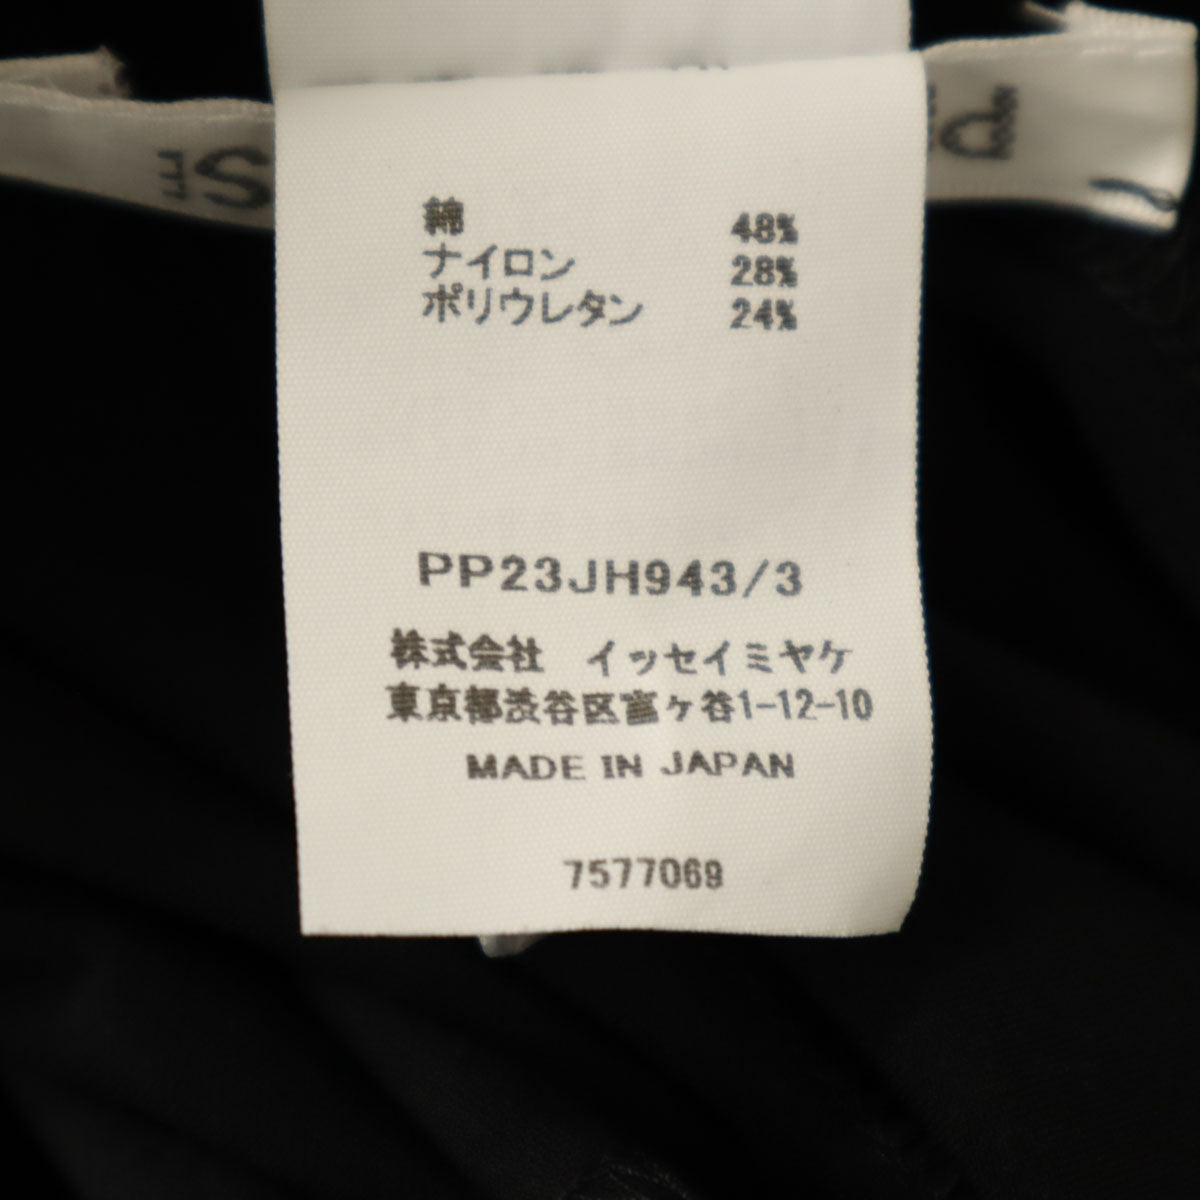 綿 48%
ナイロン 28%
ポリウレタン 24%
PP23JH943/3
株式会社 イッセイミヤケ
東京都渋谷区富ヶ谷1-12-10
MADE IN JAPAN
7577069